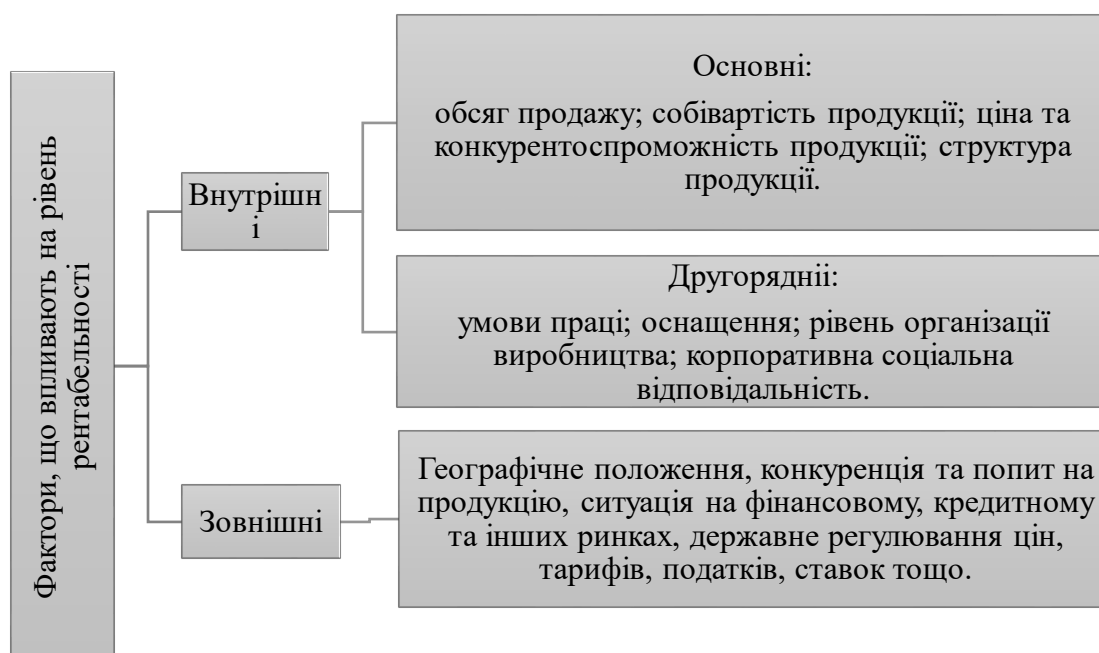 Фактори, що впливають на рівень
рентабельності
Внутрішн
і
Основні:
обсяг продажу; собівартість продукції; ціна та
конкурентоспроможність продукції; структура
продукції.
Другорядніі:
умови праці; оснащення; рівень організації
виробництва; корпоративна соціальна
відповідальність.
Зовнішні
Географічне положення, конкуренція та попит на
продукцію, ситуація на фінансовому, кредитному
та інших ринках, державне регулювання цін,
тарифів, податків, ставок тощо.